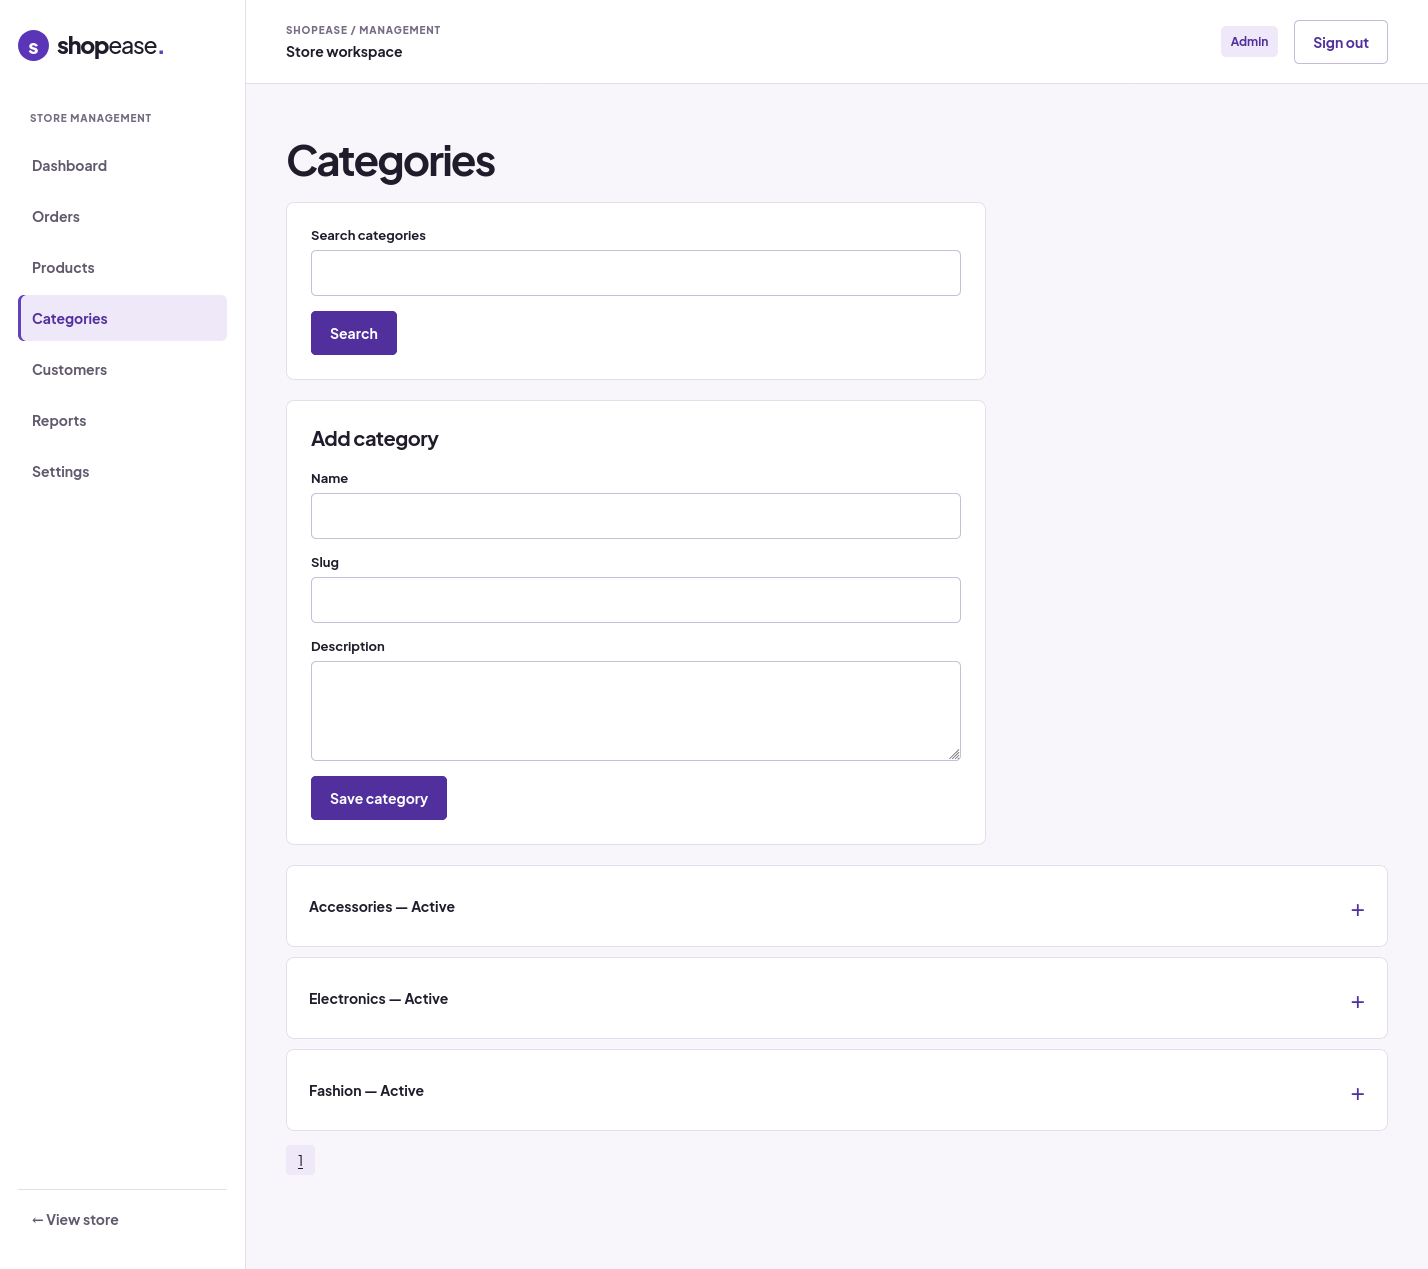 s shopease.
STORE MANAGEMENT
Dashboard
Orders
Products
Categories
Customers
Reports
Settings
← View store
SHOPEASE / MANAGEMENT
Store workspace
Admin
Sign out
Categories
Search categories
Search
Add category
Name
Slug
Description
Save category
Accessories — Active
+
Electronics — Active
+
Fashion — Active
+
1